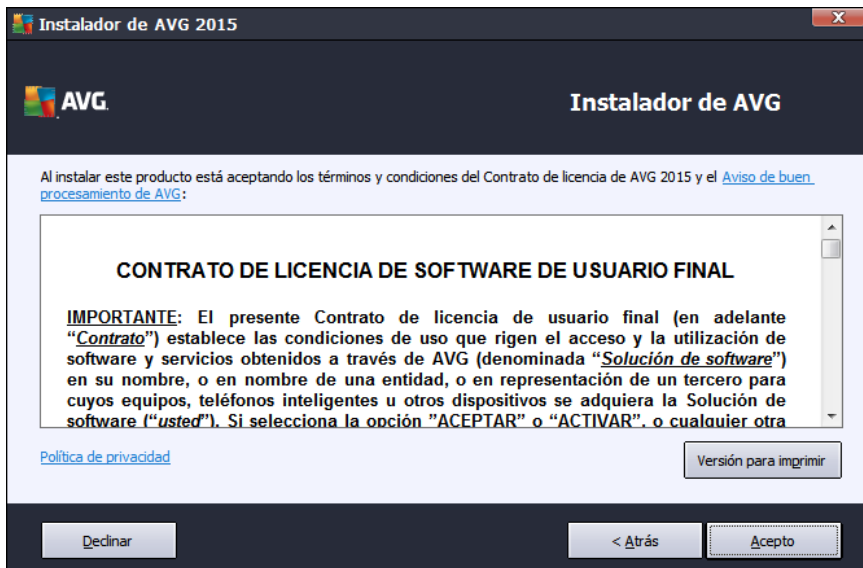 Instalador de AVG 2015
AVG.
Instalador de AVG
Al instalar este producto está aceptando los términos y condiciones del Contrato de licencia de AVG 2015 y el Aviso de buen
procesamiento de AVG:
CONTRATO DE LICENCIA DE SOFTWARE DE USUARIO FINAL
IMPORTANTE: El presente Contrato de licencia de usuario final (en adelante
“Contrato”) establece las condiciones de uso que rigen el acceso y la utilización de
software y servicios obtenidos a través de AVG (denominada “Solución de software”)
en su nombre, o en nombre de una entidad, o en representación de un tercero para
cuyos equipos, teléfonos inteligentes u otros dispositivos se adquiera la Solución de
software (“usted”). Si selecciona la opción ”ACEPTAR” o “ACTIVAR”, o cualquier otra
Política de privacidad
Versión para imprimir
Declinar
< Atrás
Acepto